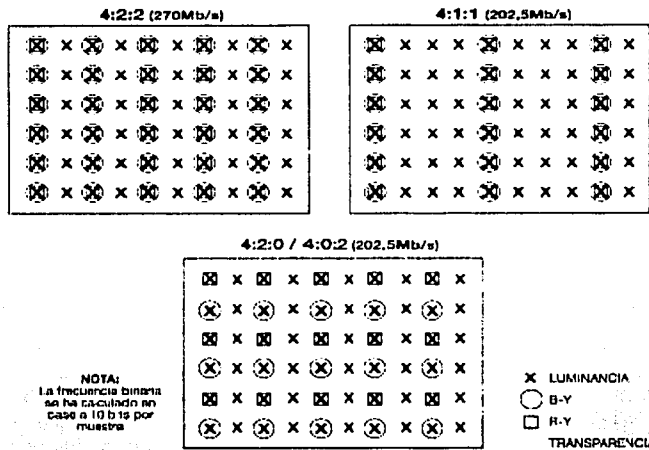 4:2:2 (270Mb/s)
4:1:1 (202,5Mb/s)
4:2:0 / 4:0:2 (202,5Mb/s)
NOTA:
La frecuencia binaria
se ha calculado en
base a 10 bits por
muestra
LUMINANCIA
B-Y
R-Y
TRANSPARENCIA